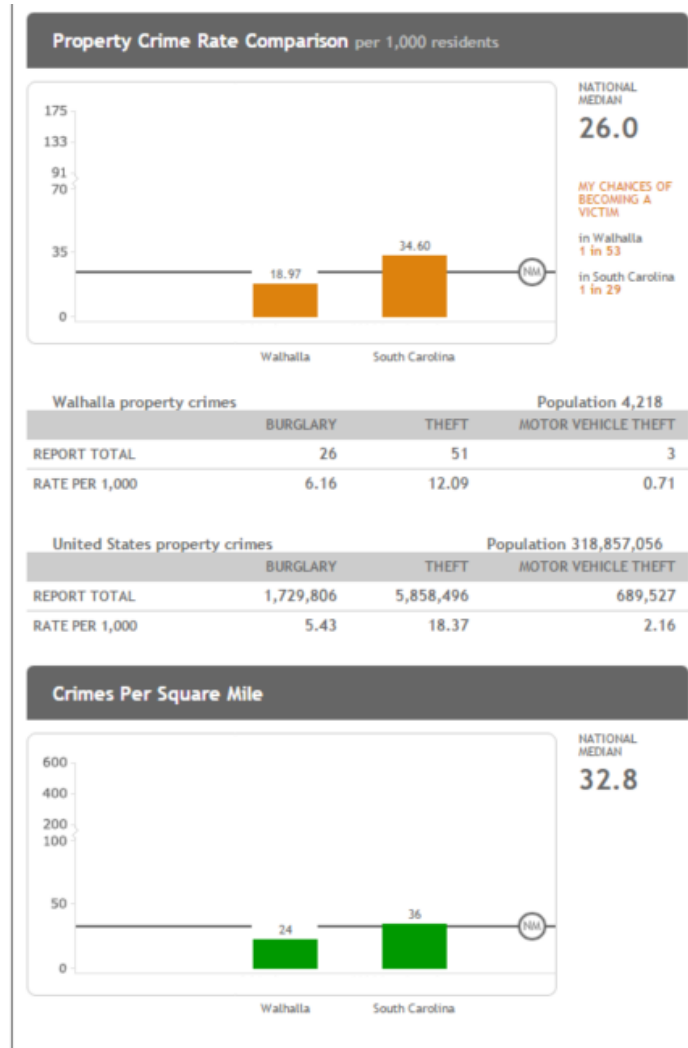 Property Crime Rate Comparison per 1,000 residents
NATIONAL
MEDIAN
26.0
175
133
91
70
35
0
18.97
34.60
NM
Walhalla
South Carolina
MY CHANCES OF
BECOMING A
VICTIM
in Walhalla
1 in 53
in South Carolina
1 in 29
Walhalla property crimes Population 4,218
BURGLARY THEFT MOTOR VEHICLE THEFT
REPORT TOTAL 26 51 3
RATE PER 1,000 6.16 12.09 0.71
United States property crimes Population 318,857,056
BURGLARY THEFT MOTOR VEHICLE THEFT
REPORT TOTAL 1,729,806 5,858,496 689,527
RATE PER 1,000 5.43 18.37 2.16
Crimes Per Square Mile
NATIONAL
MEDIAN
32.8
600
400
200
100
50
0
24
36
NM
Walhalla
South Carolina